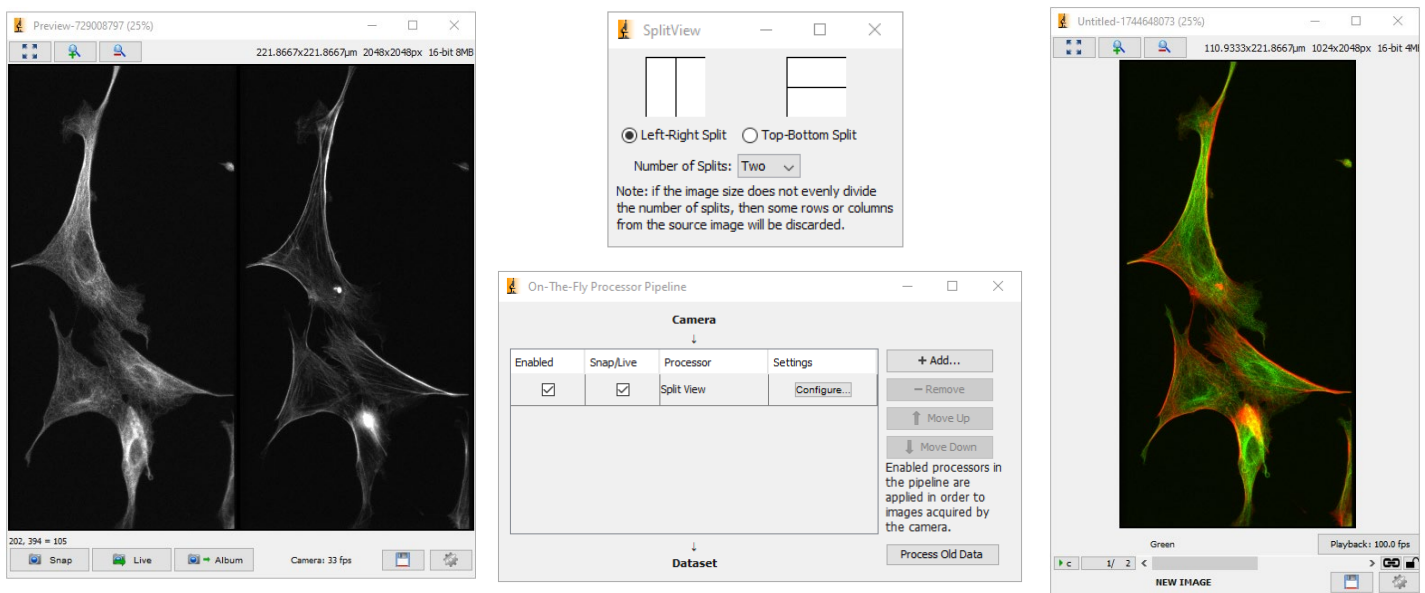 Preview-729008797 (25%)
221.8667x221.8667µm 2048x2048px 16-bit 8MB
202, 394 = 105
Snap
Live
Album
Camera: 33 fps
SplitView
Left-Right Split
Top-Bottom Split
Number of Splits: Two
Note: if the image size does not evenly divide
the number of splits, then some rows or columns
from the source image will be discarded.
On-The-Fly Processor Pipeline
Camera
↓
Enabled Snap/Live Processor Settings
Split View Configure...
+ Add...
− Remove
Move Up
Move Down
Enabled processors in
the pipeline are
applied in order to
images acquired by
the camera.
Process Old Data
↓
Dataset
Untitled-1744648073 (25%)
110.9333x221.8667µm 1024x2048px 16-bit 4M
Green
Playback: 100.0 fps
c 1/ 2 < >
NEW IMAGE